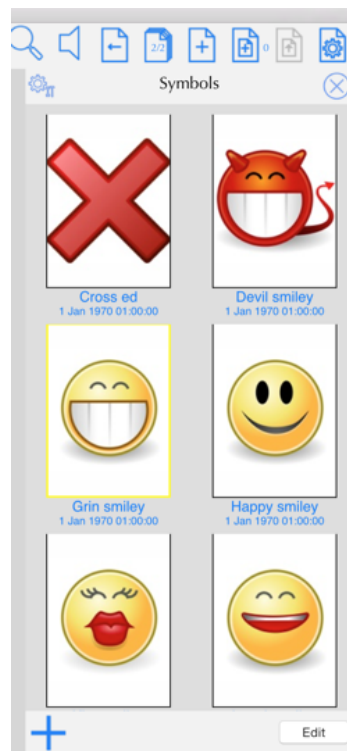 2/2
0
Symbols
Cross ed
1 Jan 1970 01:00:00
Devil smiley
1 Jan 1970 01:00:00
Grin smiley
1 Jan 1970 01:00:00
Happy smiley
1 Jan 1970 01:00:00
Edit